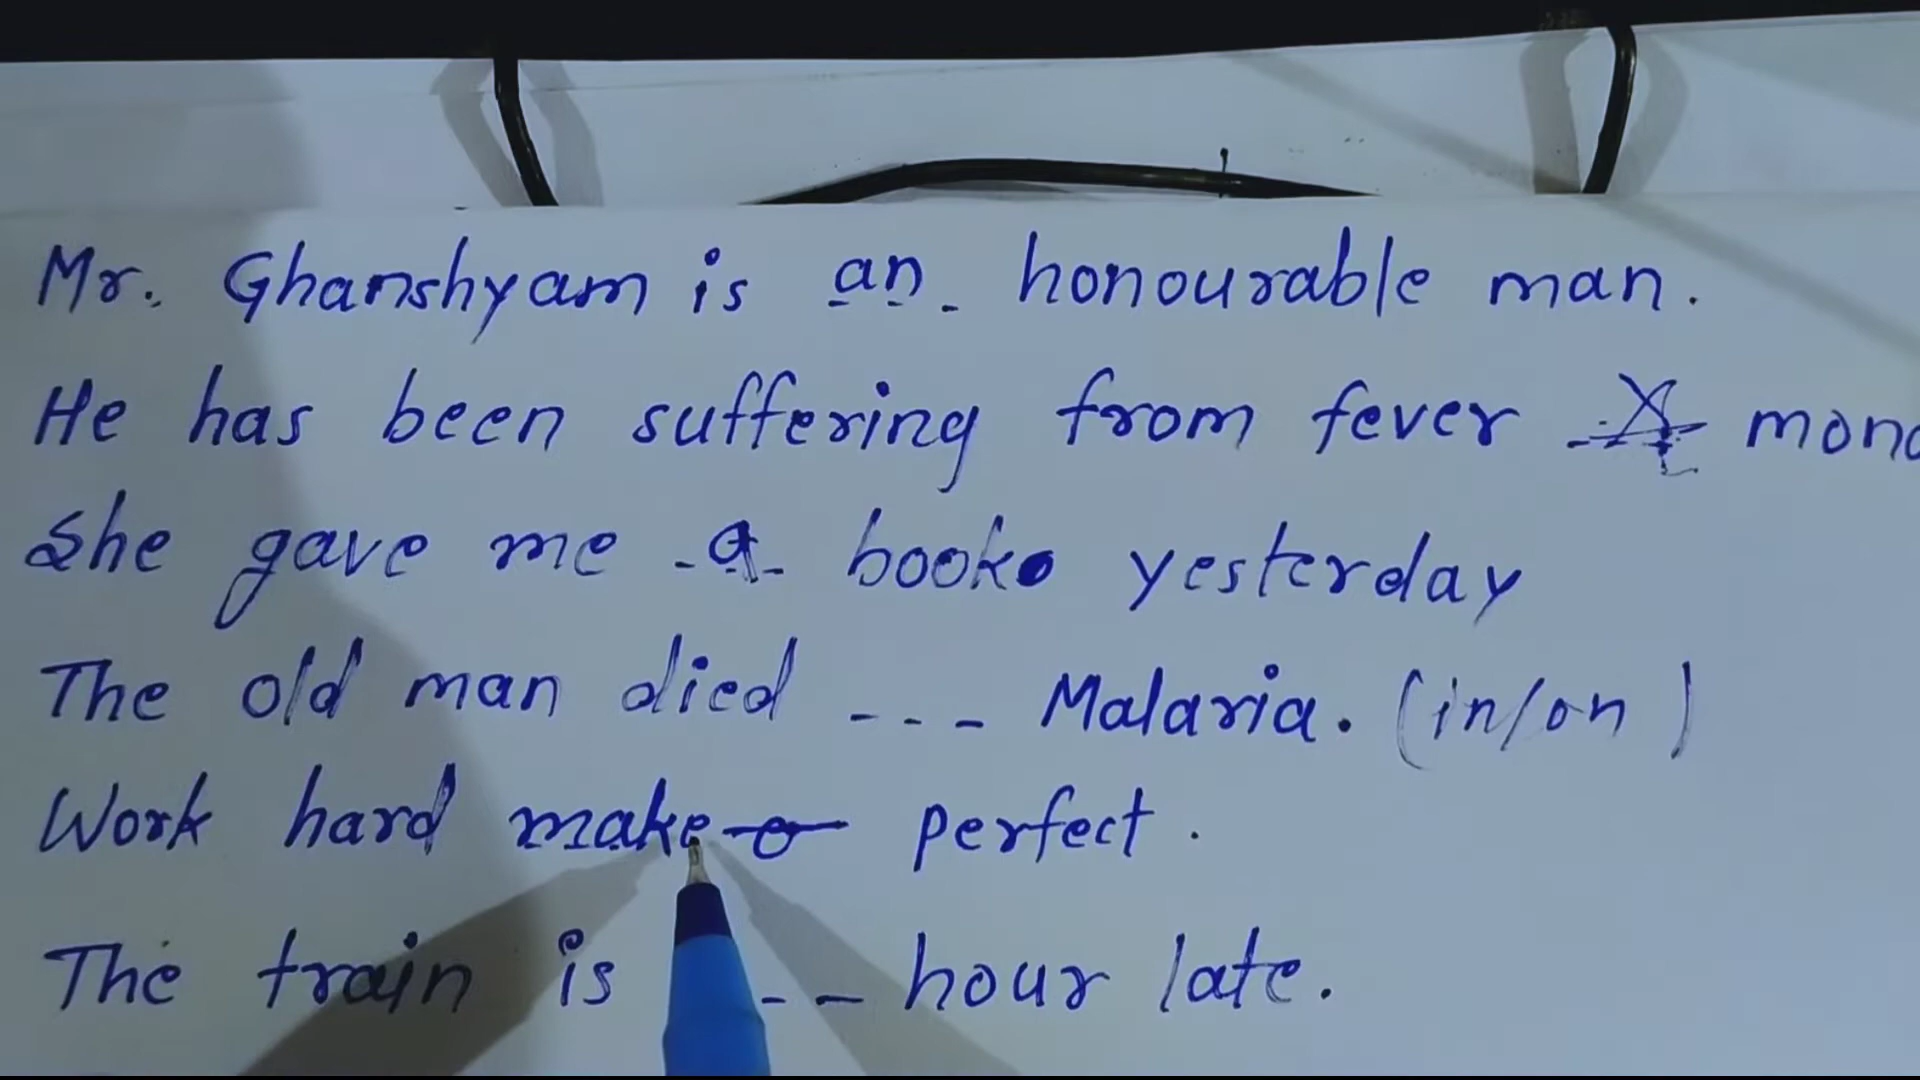 Mr. Ghanshyam is an honourable man.
He has been suffering from fever
She gave me a book yesterday
The old man died --- Malaria. (in/on)
Work hard make perfect.
The train is -- hour late.